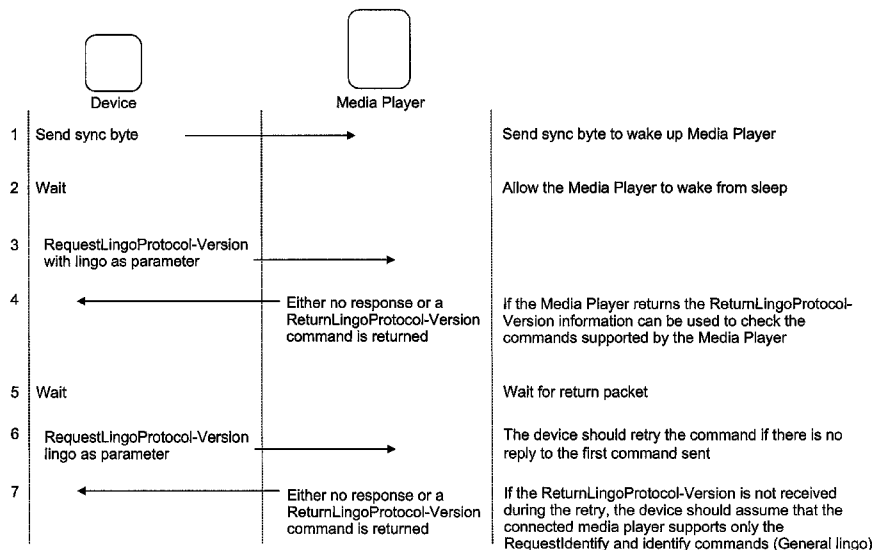 Device
Media Player
1 Send sync byte
Send sync byte to wake up Media Player
2 Wait
Allow the Media Player to wake from sleep
3 RequestLingoProtocol-Version
with lingo as parameter
4 Either no response or a
ReturnLingoProtocol-Version
command is returned
If the Media Player returns the ReturnLingoProtocol-
Version information can be used to check the
commands supported by the Media Player
5 Wait
Wait for return packet
6 RequestLingoProtocol-Version
lingo as parameter
The device should retry the command if there is no
reply to the first command sent
7 Either no response or a
ReturnLingoProtocol-Version
command is returned
If the ReturnLingoProtocol-Version is not received
during the retry, the device should assume that the
connected media player supports only the
RequestIdentify and identify commands (General lingo)